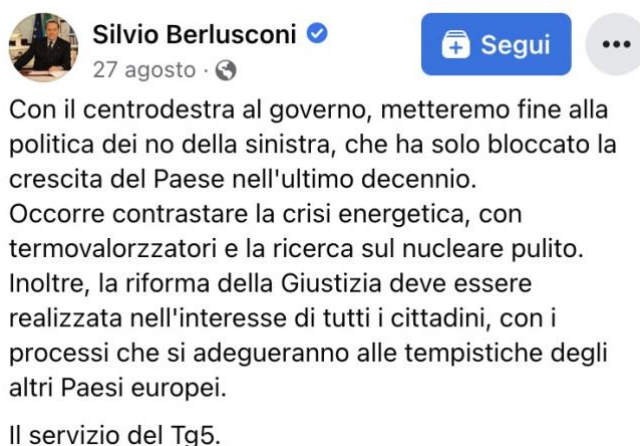 Silvio Berlusconi
Segui
27 agosto ·
Con il centrodestra al governo, metteremo fine alla
politica dei no della sinistra, che ha solo bloccato la
crescita del Paese nell'ultimo decennio.
Occorre contrastare la crisi energetica, con
termovalorzzatori e la ricerca sul nucleare pulito.
Inoltre, la riforma della Giustizia deve essere
realizzata nell'interesse di tutti i cittadini, con i
processi che si adegueranno alle tempistiche degli
altri Paesi europei.
Il servizio del Tg5.